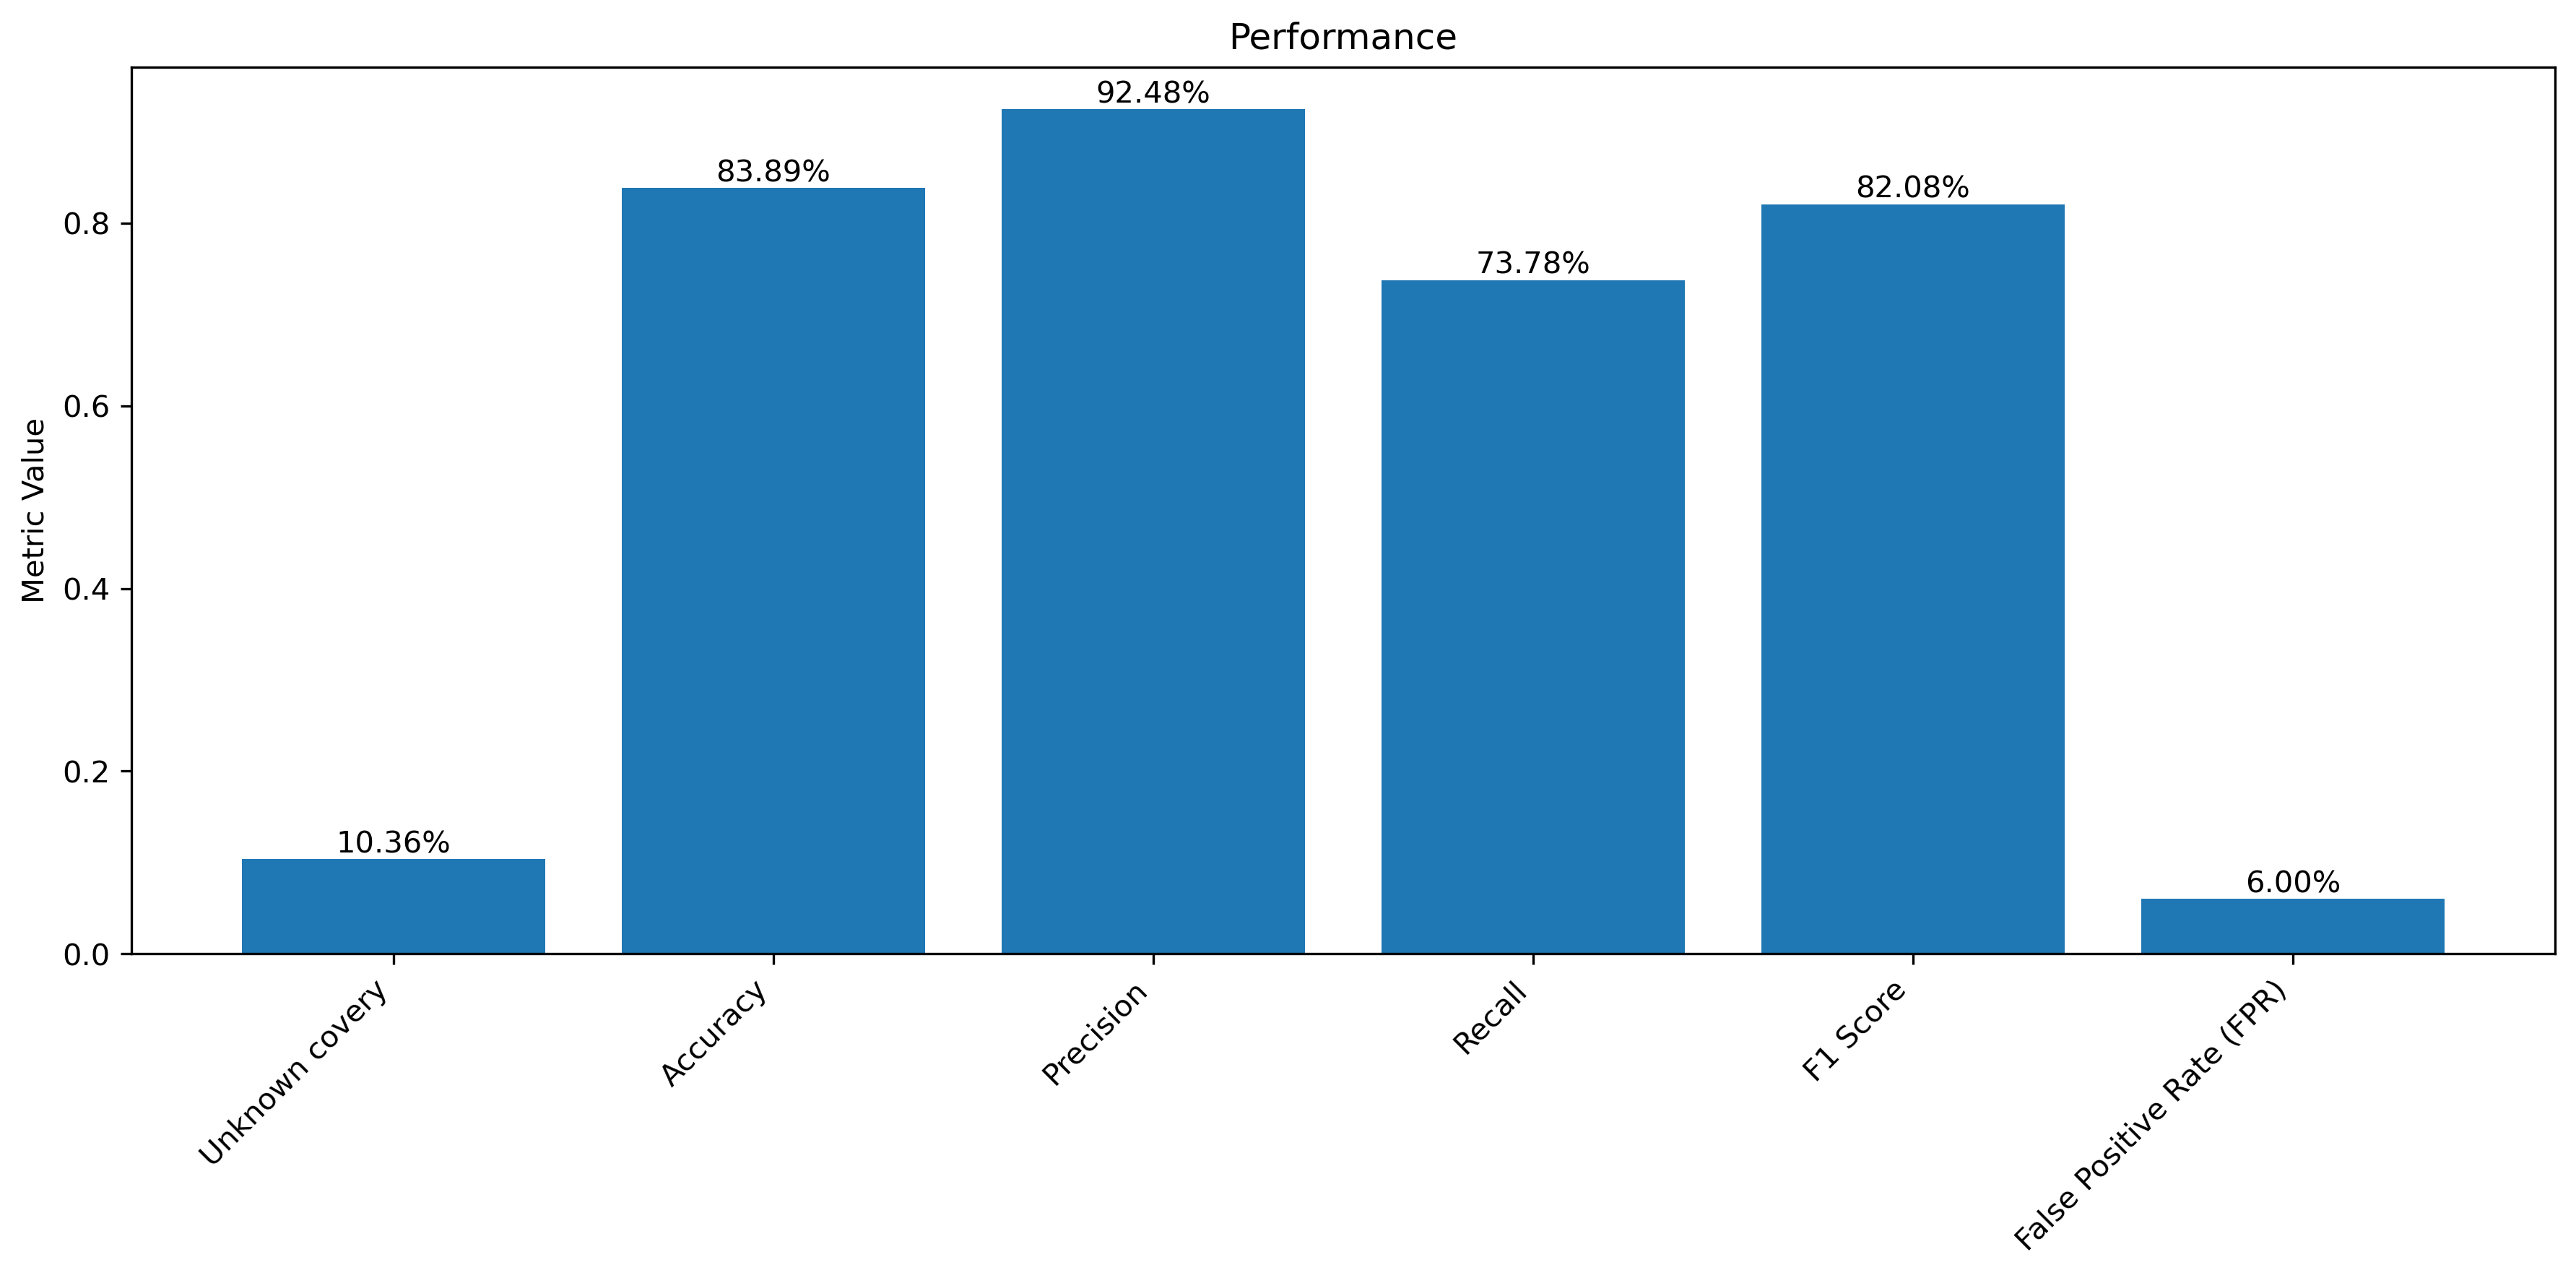 Performance
Metric Value
0.8
0.6
0.4
0.2
0.0
10.36%
83.89%
92.48%
73.78%
82.08%
6.00%
Unknown covery
Accuracy
Precision
Recall
F1 Score
False Positive Rate (FPR)